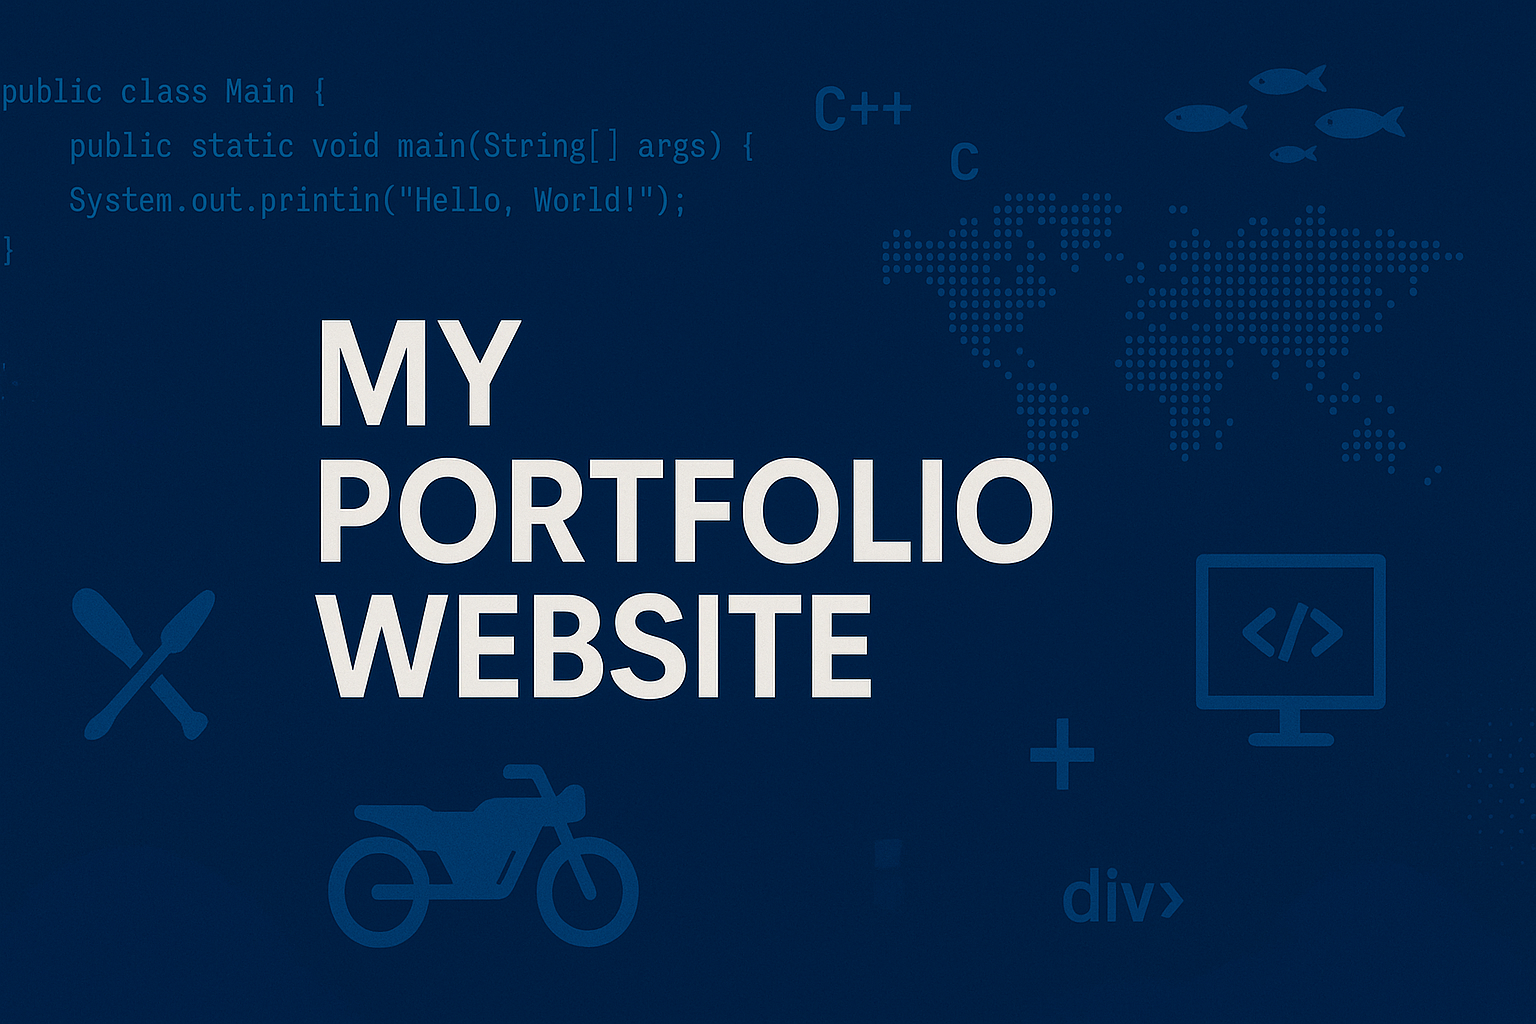 public class Main {
public static void main(String[] args) {
System.out.printin("Hello, World!");
}
C++
C
MY
PORTFOLIO
WEBSITE
</>
+
div>